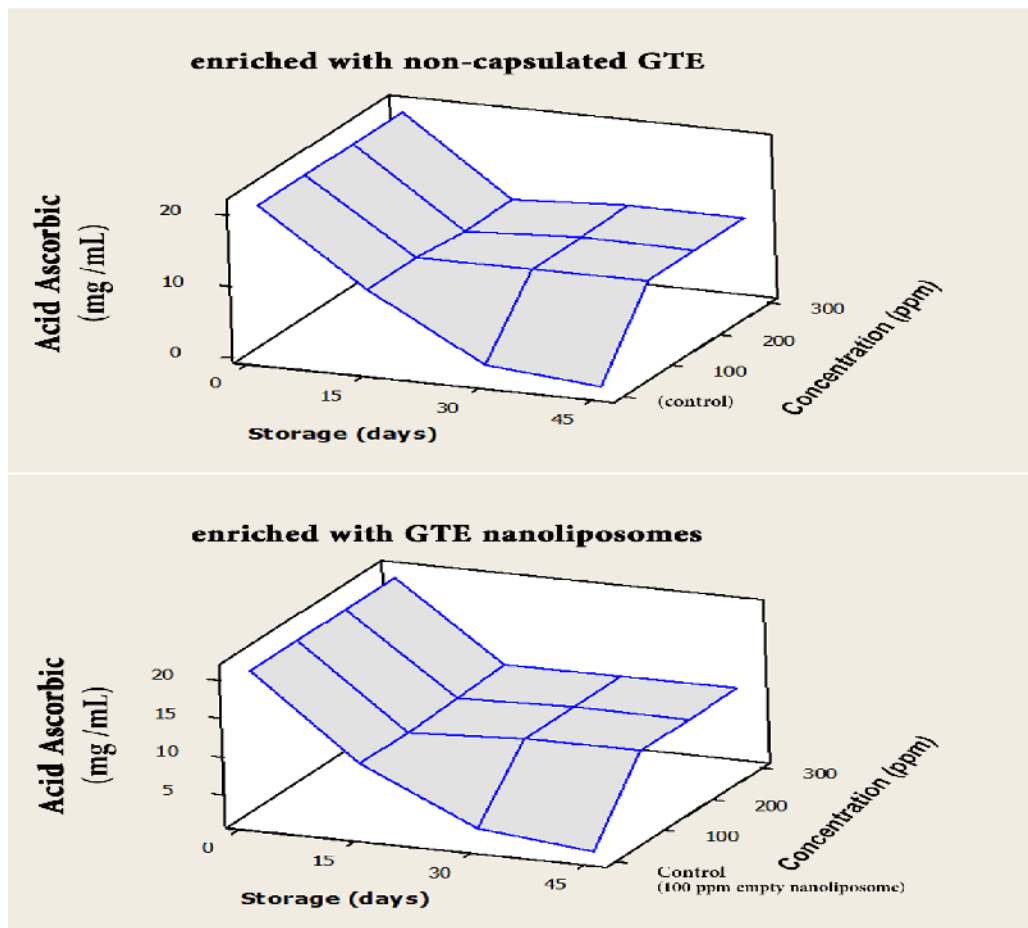 enriched with non-capsulated GTE
Acid Ascorbic
(mg /mL)
20
10
0
0
15
30
45
Storage (days)
(control)
100
200
300
Concentration (ppm)
enriched with GTE nanoliposomes
Acid Ascorbic
(mg /mL)
20
15
10
5
0
15
30
45
Storage (days)
Control
(100 ppm empty nanoliposome)
100
200
300
Concentration (ppm)